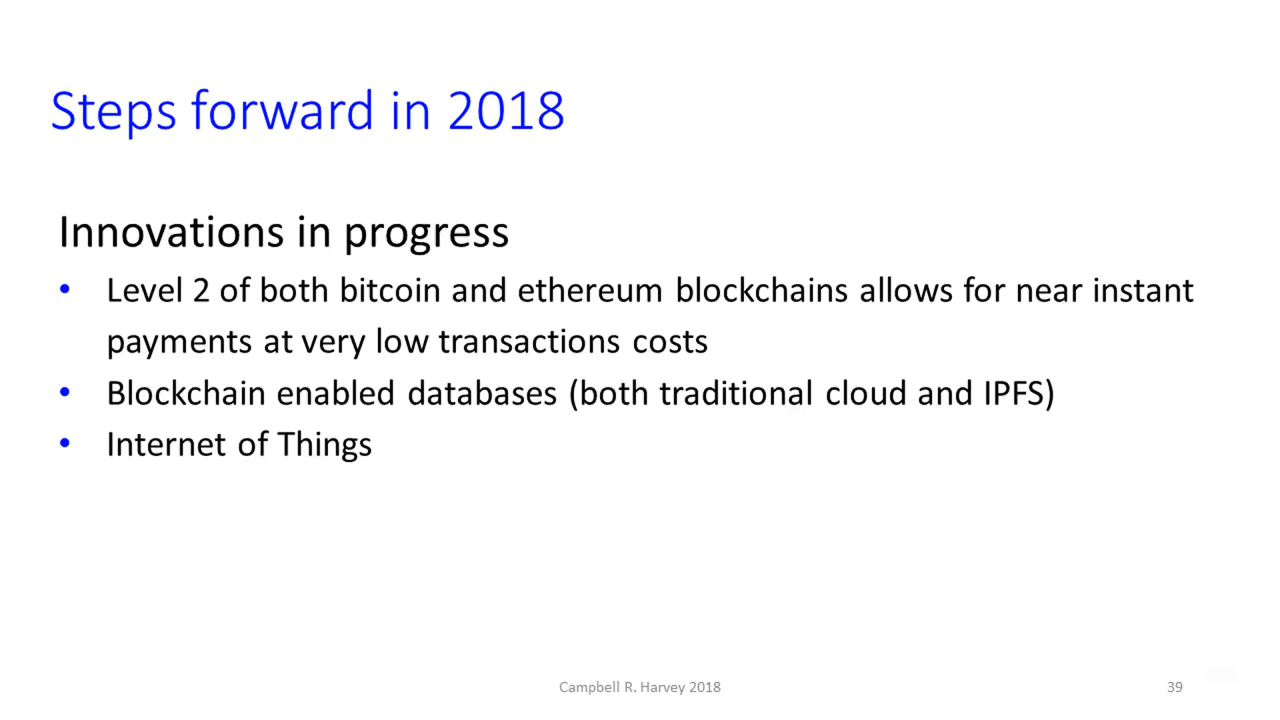 Steps forward in 2018
Innovations in progress
• Level 2 of both bitcoin and ethereum blockchains allows for near instant
payments at very low transactions costs
• Blockchain enabled databases (both traditional cloud and IPFS)
• Internet of Things
Campbell R. Harvey 2018
39